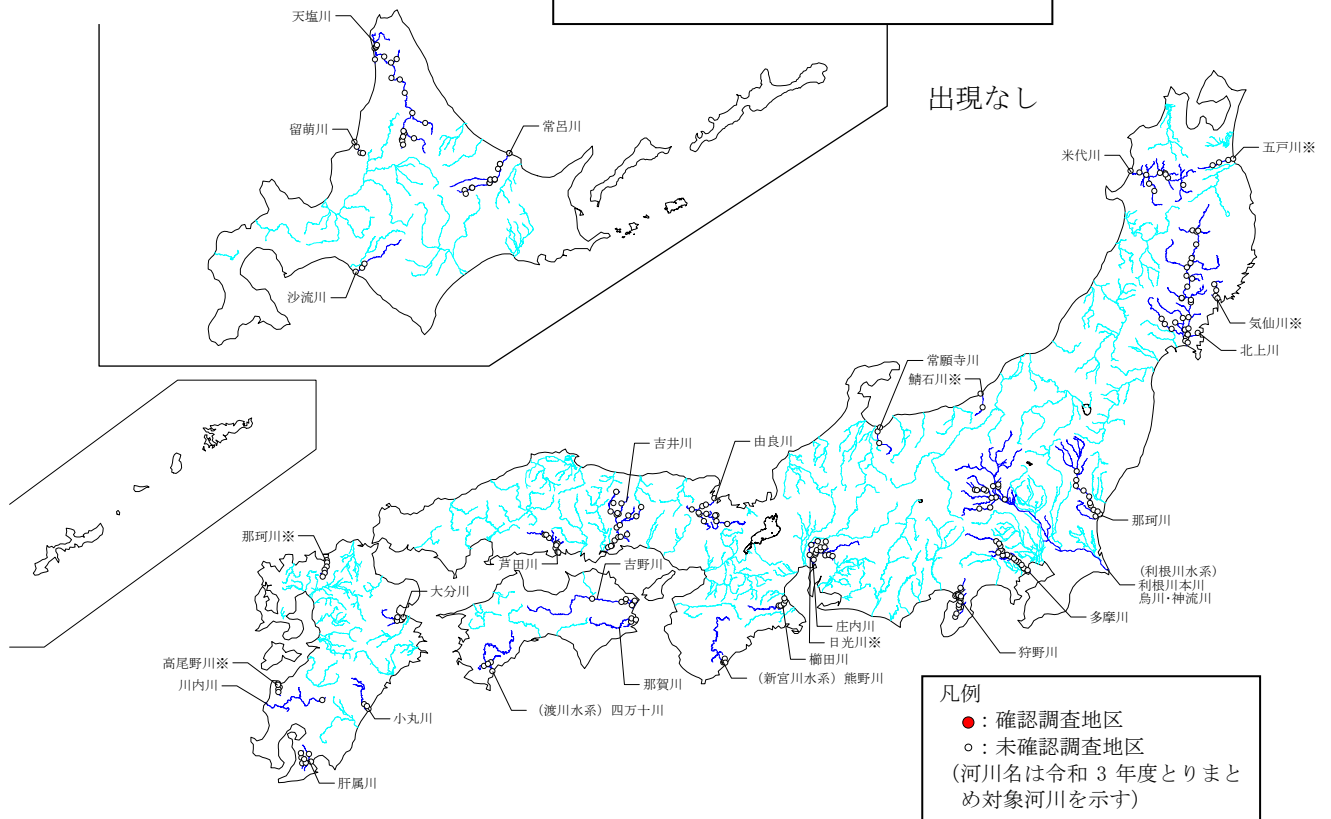 天塩川
出現なし
留萌川
常呂川
米代川
五戸川※
沙流川
気仙川※
北上川
常願寺川
鯖石川※
吉井川
由良川
那珂川
那珂川※
芦田川
吉野川
大分川
(利根川水系)
利根川本川
烏川・神流川
多摩川
庄内川
日光川※
狩野川
櫛田川
高尾野川※
川内川
那賀川
(新宮川水系) 熊野川
小丸川
(渡川水系) 四万十川
肝属川
凡例
：確認調査地区
：未確認調査地区
(河川名は令和 3 年度とりまと
め対象河川を示す)